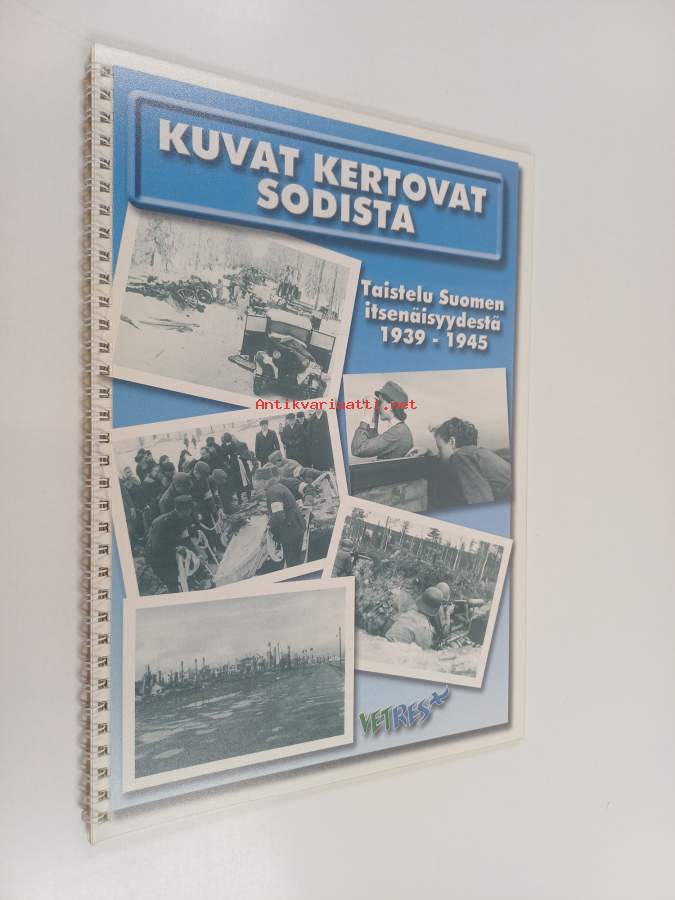 KUVAT KERTOVAT
SODISTA
Taistelu Suomen
itsenäisyydestä
1939 - 1945
Antikvariaatti.net
VETRES